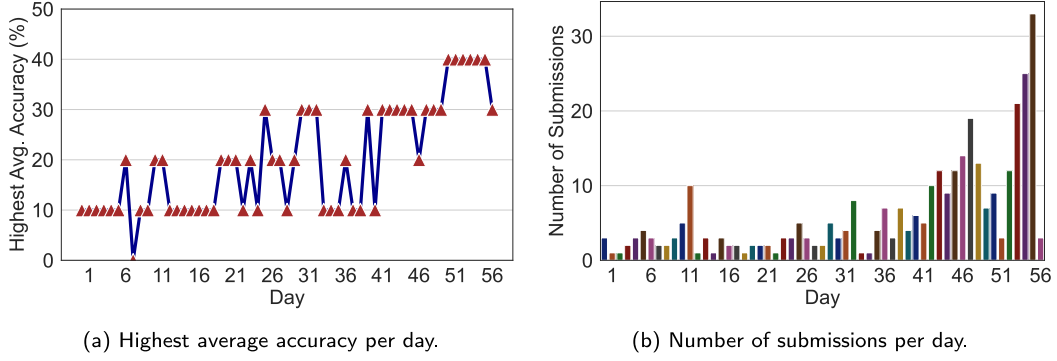 50
40
30
20
10
0
Highest Avg. Accuracy (%)
1 6 11 16 21 26 31 36 41 46 51 56
Day
(a) Highest average accuracy per day.
30
20
10
0
Number of Submissions
1 6 11 16 21 26 31 36 41 46 51 56
Day
(b) Number of submissions per day.